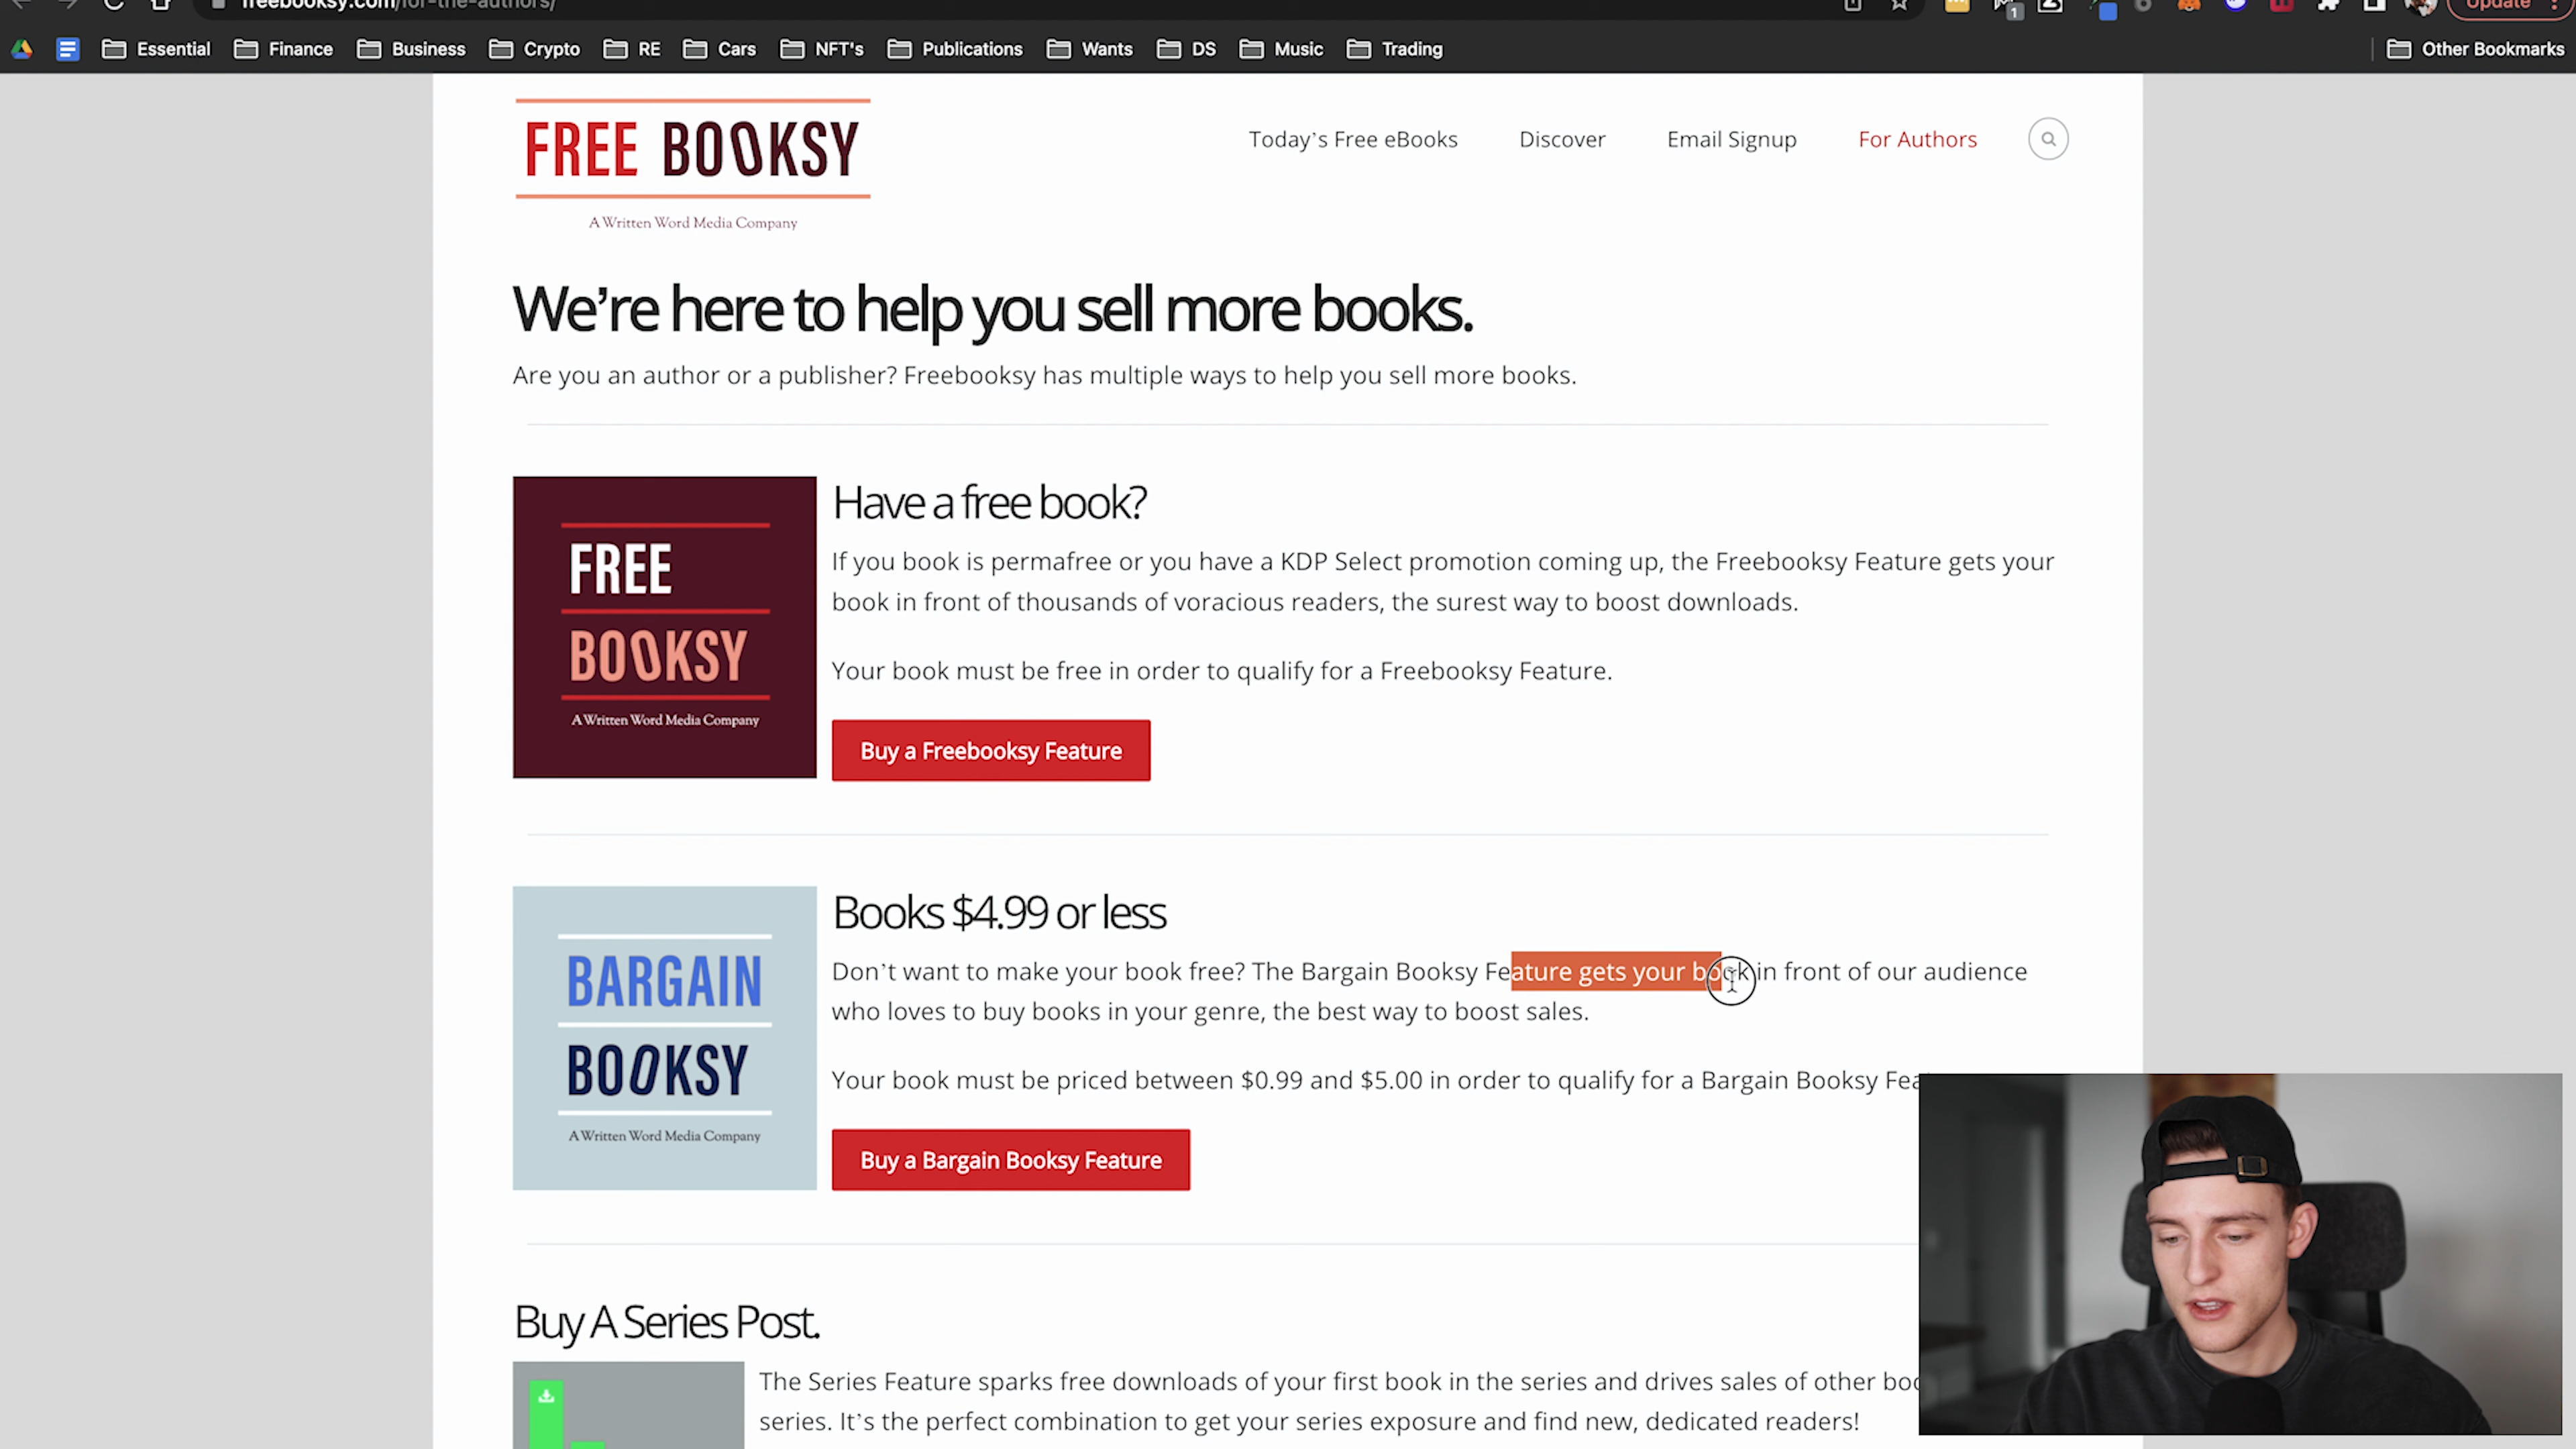 freebooksy.com/for-the-authors/
Update
1
Essential
Finance
Business
Crypto
RE
Cars
NFT's
Publications
Wants
DS
Music
Trading
Other Bookmarks
FREE BOOKSY
A Written Word Media Company
Today's Free eBooks
Discover
Email Signup
For Authors
We're here to help you sell more books.
Are you an author or a publisher? Freebooksy has multiple ways to help you sell more books.
FREE
BOOKSY
A Written Word Media Company
Have a free book?
If you book is permafree or you have a KDP Select promotion coming up, the Freebooksy Feature gets your
book in front of thousands of voracious readers, the surest way to boost downloads.
Your book must be free in order to qualify for a Freebooksy Feature.
Buy a Freebooksy Feature
BARGAIN
BOOKSY
A Written Word Media Company
Books $4.99 or less
Don't want to make your book free? The Bargain Booksy Feature gets your book in front of our audience
who loves to buy books in your genre, the best way to boost sales.
Your book must be priced between $0.99 and $5.00 in order to qualify for a Bargain Booksy
Buy a Bargain Booksy Feature
Buy A Series Post.
The Series Feature sparks free downloads of your first book in the series and drives sales of other
series. It's the perfect combination to get your series exposure and find new, dedicated readers!